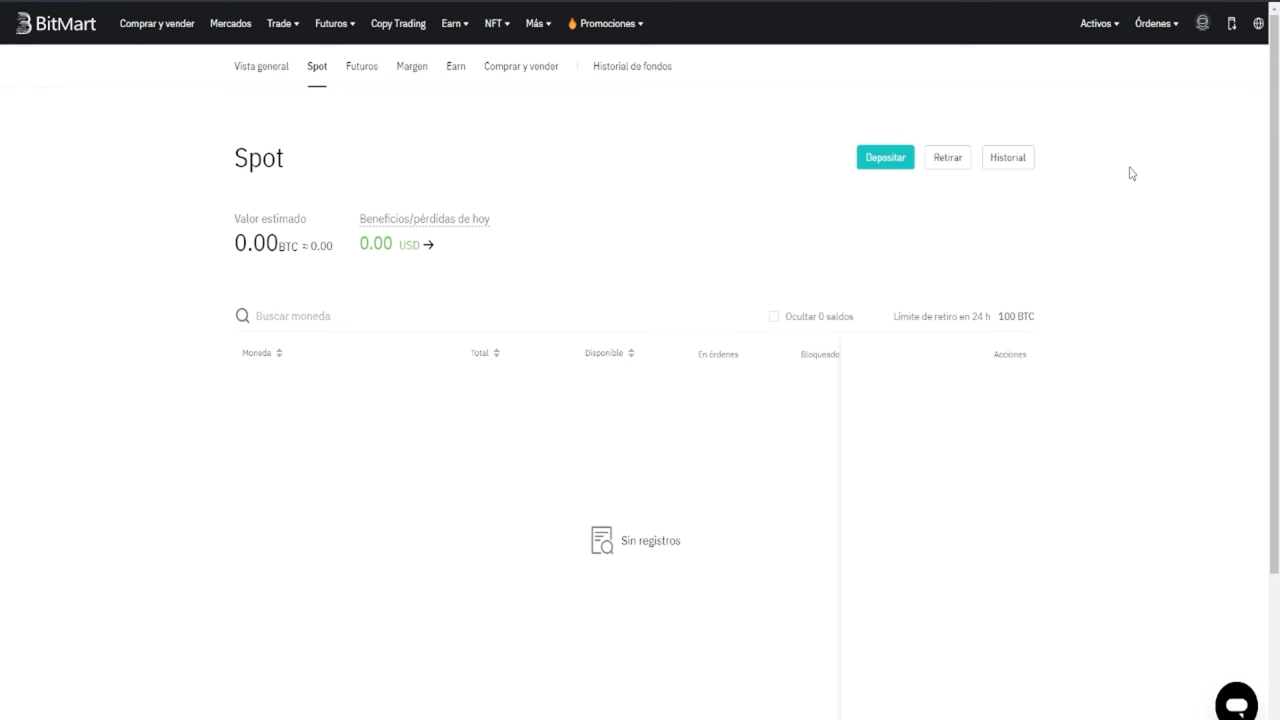 BitMart Comprar y vender Mercados Trade Futuros Copy Trading Earn NFT Más Promociones Activos Órdenes
Vista general Spot Futuros Margen Earn Comprar y vender Historial de fondos
Spot Depositar Retirar Historial
Valor estimado Beneficios/pérdidas de hoy
0.00 BTC ≈ 0.00 0.00 USD →
Buscar moneda Ocultar 0 saldos Límite de retiro en 24 h 100 BTC
Moneda Total Disponible En órdenes Bloqueado Acciones
Sin registros